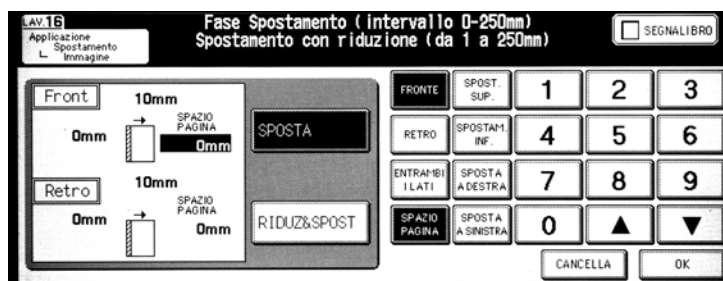 LAV.16
Applicazione
Spostamento
Immagine
Fase Spostamento (intervallo 0-250mm)
Spostamento con riduzione (da 1 a 250mm)
SEGNALIBRO
Front
10mm
0mm
SPAZIO
PAGINA
0mm
Retro
10mm
0mm
SPAZIO
PAGINA
0mm
SPOSTA
RIDUZ&SPOST
FRONTE
SPOST.
SUP.
1 2 3
RETRO
SPOSTAM.
INF.
4 5 6
ENTRAMBI
ILATI
SPOSTA
ADESTRA
7 8 9
SPAZIO
PAGINA
SPOSTA
A SINISTRA
0 ▲ ▼
CANCELLA
OK